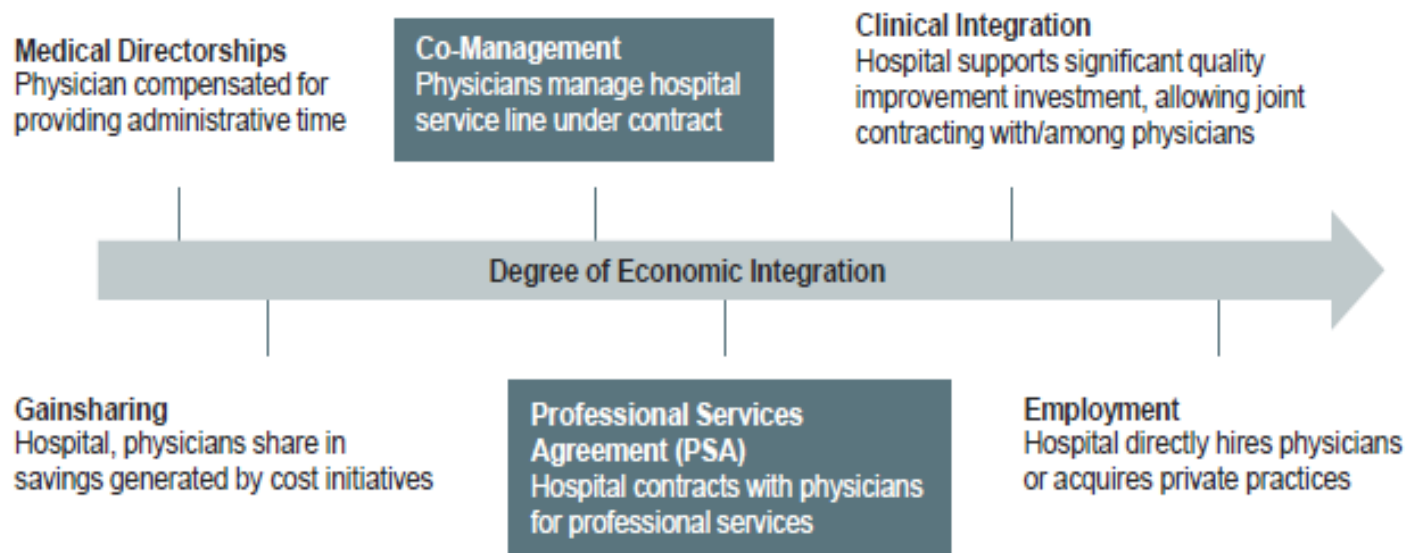 Medical Directorships
Physician compensated for
providing administrative time
Co-Management
Physicians manage hospital
service line under contract
Clinical Integration
Hospital supports significant quality
improvement investment, allowing joint
contracting with/among physicians
Degree of Economic Integration
Gainsharing
Hospital, physicians share in
savings generated by cost initiatives
Professional Services
Agreement (PSA)
Hospital contracts with physicians
for professional services
Employment
Hospital directly hires physicians
or acquires private practices